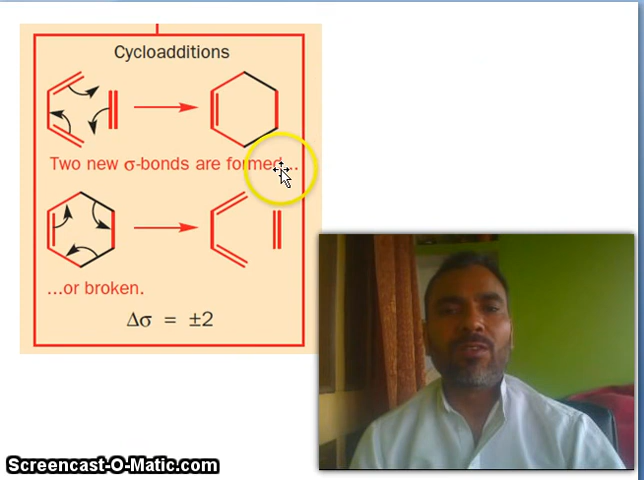 Cycloadditions
Two new σ-bonds are formed...
...or broken.
Δσ = ±2
Screencast-O-Matic.com